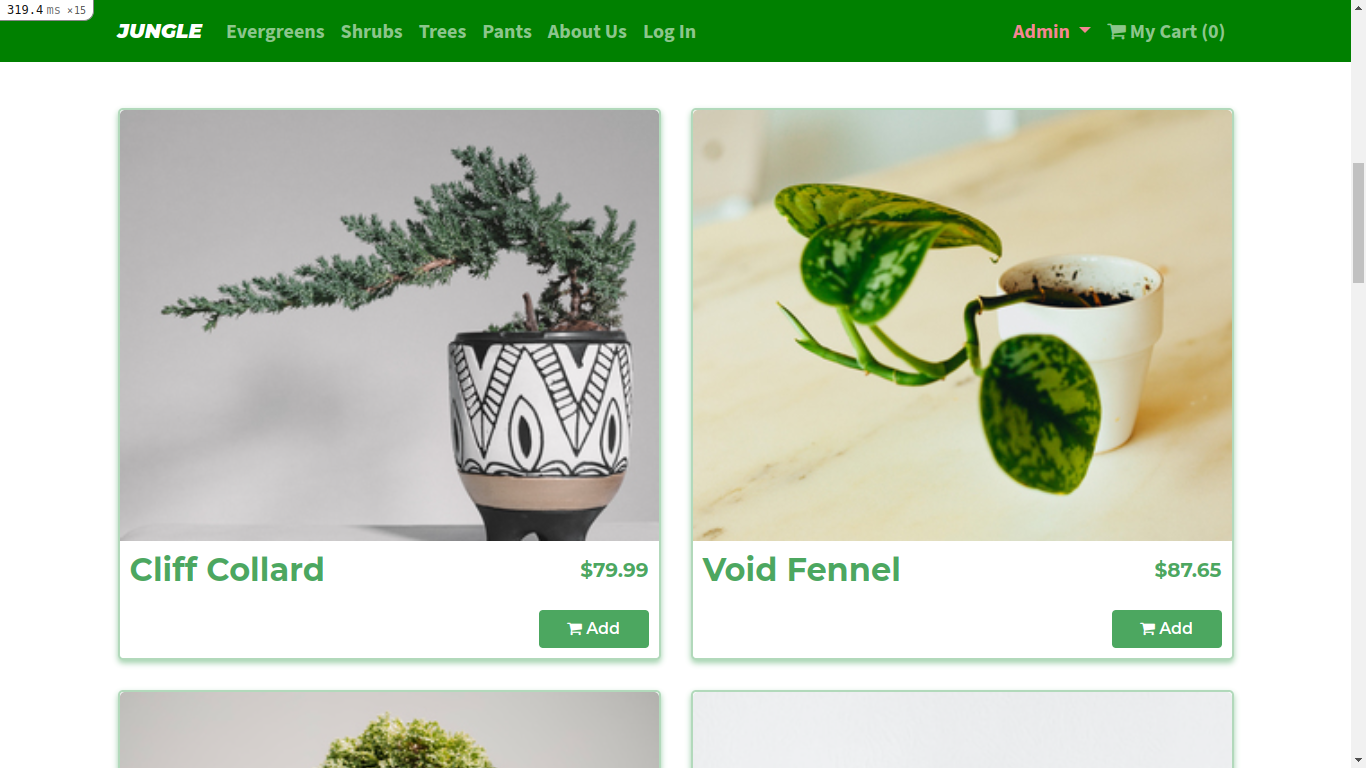 319.4 ms ×15
JUNGLE Evergreens Shrubs Trees Pants About Us Log In Admin My Cart (0)
Cliff Collard $79.99
Add
Void Fennel $87.65
Add